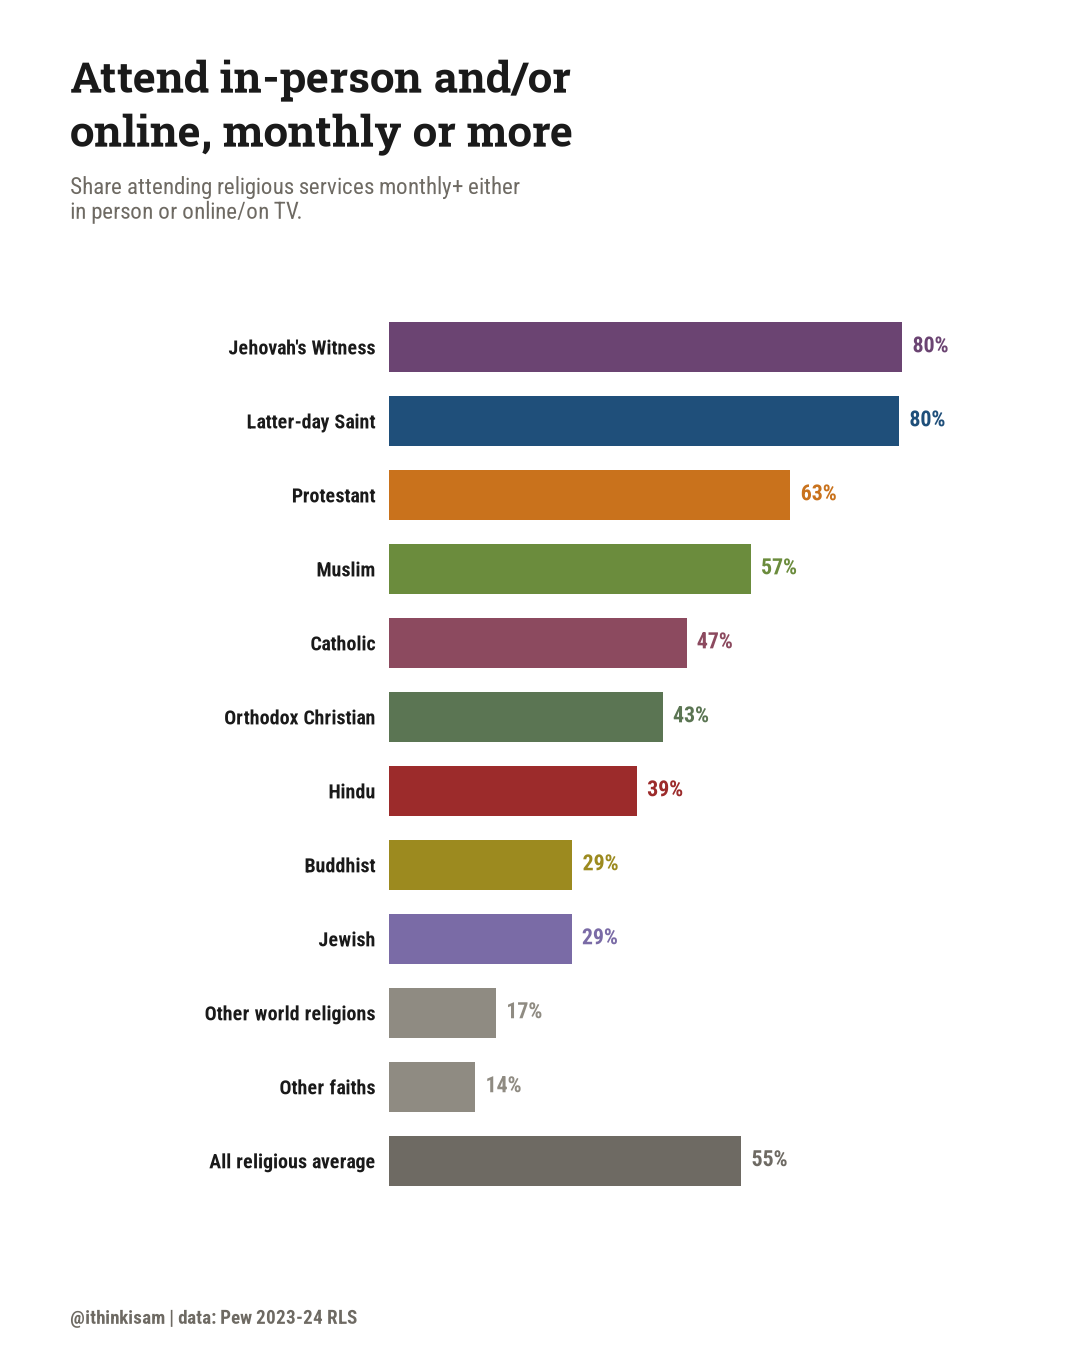 Attend in-person and/or
online, monthly or more
Share attending religious services monthly+ either
in person or online/on TV.
Jehovah's Witness 80%
Latter-day Saint 80%
Protestant 63%
Muslim 57%
Catholic 47%
Orthodox Christian 43%
Hindu 39%
Buddhist 29%
Jewish 29%
Other world religions 17%
Other faiths 14%
All religious average 55%
@ithinkisam | data: Pew 2023-24 RLS